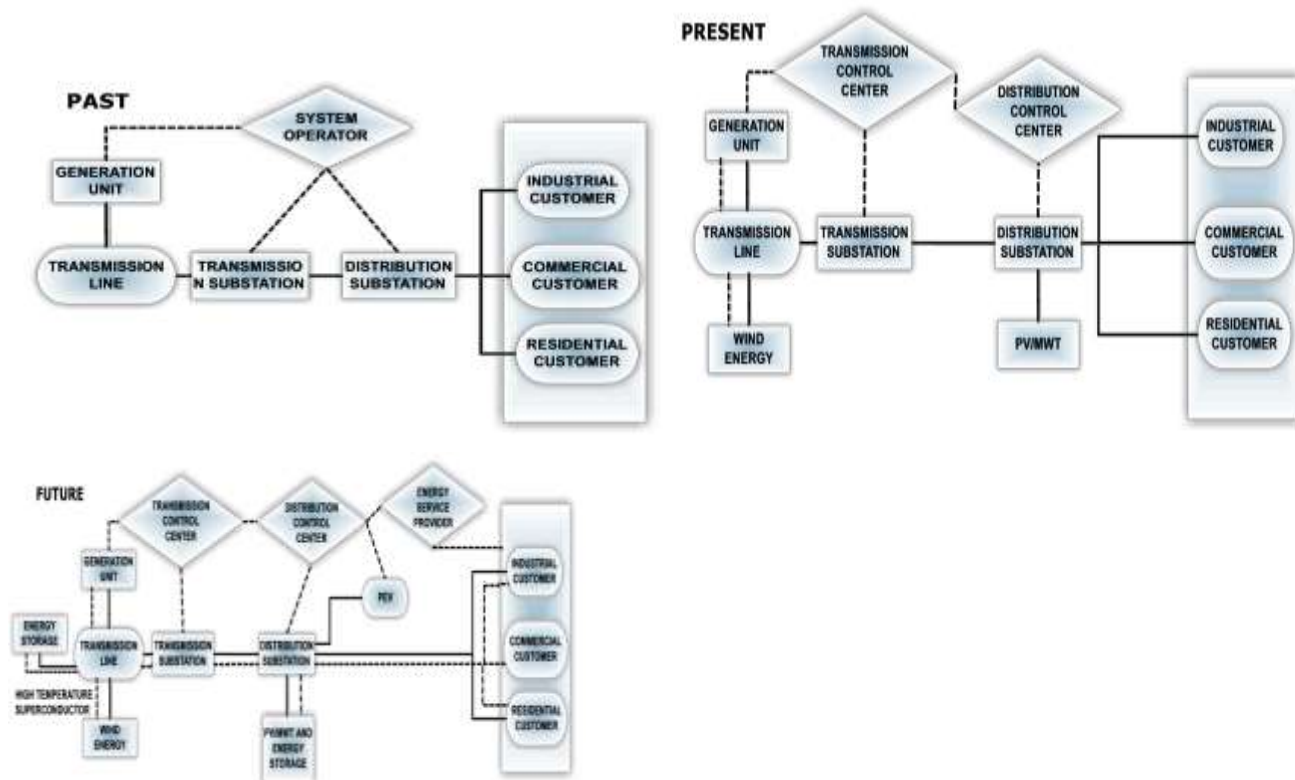 PAST
SYSTEM
OPERATOR
GENERATION
UNIT
TRANSMISSION
LINE
TRANSMISSIO
N SUBSTATION
DISTRIBUTION
SUBSTATION
INDUSTRIAL
CUSTOMER
COMMERCIAL
CUSTOMER
RESIDENTIAL
CUSTOMER
PRESENT
TRANSMISSION
CONTROL
CENTER
DISTRIBUTION
CONTROL
CENTER
GENERATION
UNIT
TRANSMISSION
LINE
TRANSMISSION
SUBSTATION
DISTRIBUTION
SUBSTATION
WIND
ENERGY
PV/MWT
INDUSTRIAL
CUSTOMER
COMMERCIAL
CUSTOMER
RESIDENTIAL
CUSTOMER
FUTURE
TRANSMISSION
CONTROL
CENTER
DISTRIBUTION
CONTROL
CENTER
ENERGY
SERVICE
PROVIDER
GENERATION
UNIT
PEV
ENERGY
STORAGE
TRANSMISSION
LINE
TRANSMISSION
SUBSTATION
DISTRIBUTION
SUBSTATION
HIGH TEMPERATURE
SUPERCONDUCTOR
WIND
ENERGY
PV/MWT AND
ENERGY
STORAGE
INDUSTRIAL
CUSTOMER
COMMERCIAL
CUSTOMER
RESIDENTIAL
CUSTOMER